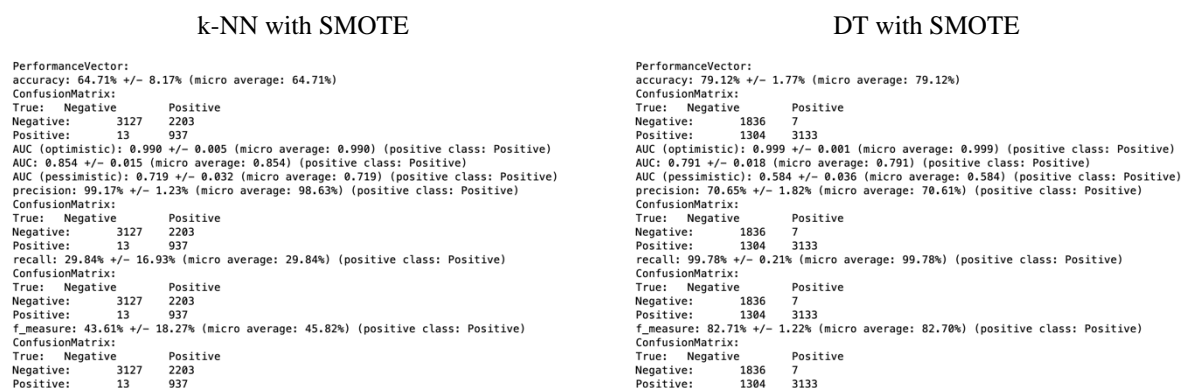 k-NN with SMOTE
PerformanceVector:
accuracy: 64.71% +/- 8.17% (micro average: 64.71%)
ConfusionMatrix:
True: Negative Positive
Negative: 3127 2203
Positive: 13 937
AUC (optimistic): 0.990 +/- 0.005 (micro average: 0.990) (positive class: Positive)
AUC: 0.854 +/- 0.015 (micro average: 0.854) (positive class: Positive)
AUC (pessimistic): 0.719 +/- 0.032 (micro average: 0.719) (positive class: Positive)
precision: 99.17% +/- 1.23% (micro average: 98.63%) (positive class: Positive)
ConfusionMatrix:
True: Negative Positive
Negative: 3127 2203
Positive: 13 937
recall: 29.84% +/- 16.93% (micro average: 29.84%) (positive class: Positive)
ConfusionMatrix:
True: Negative Positive
Negative: 3127 2203
Positive: 13 937
f_measure: 43.61% +/- 18.27% (micro average: 45.82%) (positive class: Positive)
ConfusionMatrix:
True: Negative Positive
Negative: 3127 2203
Positive: 13 937
DT with SMOTE
PerformanceVector:
accuracy: 79.12% +/- 1.77% (micro average: 79.12%)
ConfusionMatrix:
True: Negative Positive
Negative: 1836 7
Positive: 1304 3133
AUC (optimistic): 0.999 +/- 0.001 (micro average: 0.999) (positive class: Positive)
AUC: 0.791 +/- 0.018 (micro average: 0.791) (positive class: Positive)
AUC (pessimistic): 0.584 +/- 0.036 (micro average: 0.584) (positive class: Positive)
precision: 70.65% +/- 1.82% (micro average: 70.61%) (positive class: Positive)
ConfusionMatrix:
True: Negative Positive
Negative: 1836 7
Positive: 1304 3133
recall: 99.78% +/- 0.21% (micro average: 99.78%) (positive class: Positive)
ConfusionMatrix:
True: Negative Positive
Negative: 1836 7
Positive: 1304 3133
f_measure: 82.71% +/- 1.22% (micro average: 82.70%) (positive class: Positive)
ConfusionMatrix:
True: Negative Positive
Negative: 1836 7
Positive: 1304 3133